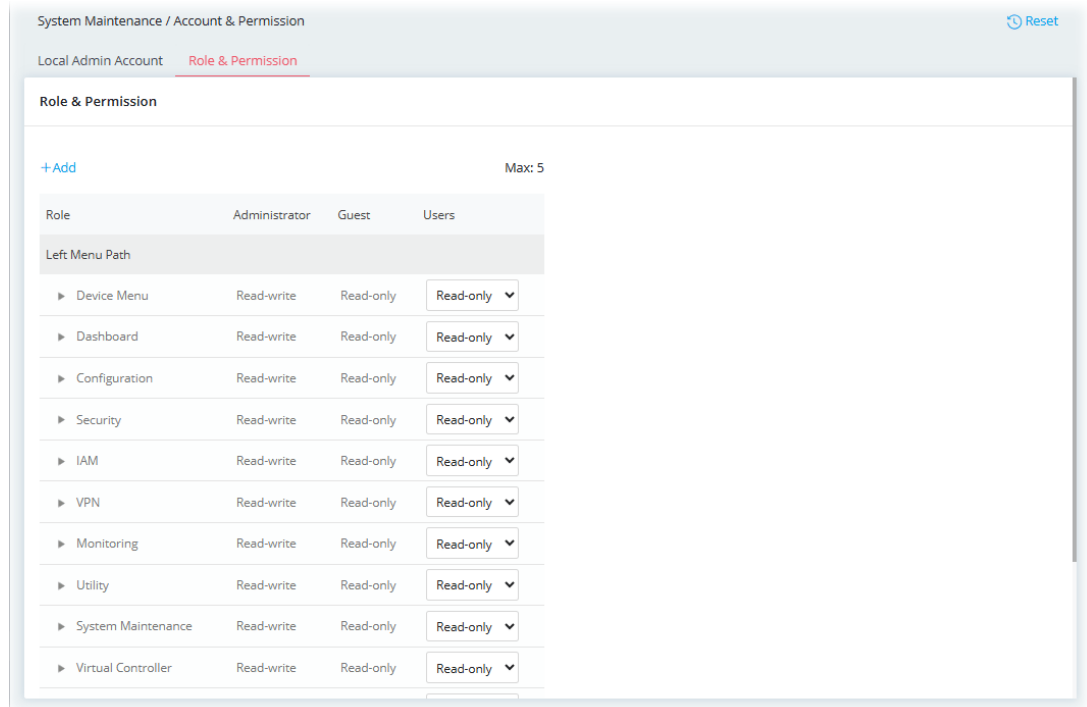 System Maintenance / Account & Permission Reset
Local Admin Account Role & Permission
Role & Permission
+Add Max: 5
Role Administrator Guest Users
Left Menu Path
Device Menu Read-write Read-only Read-only
Dashboard Read-write Read-only Read-only
Configuration Read-write Read-only Read-only
Security Read-write Read-only Read-only
IAM Read-write Read-only Read-only
VPN Read-write Read-only Read-only
Monitoring Read-write Read-only Read-only
Utility Read-write Read-only Read-only
System Maintenance Read-write Read-only Read-only
Virtual Controller Read-write Read-only Read-only